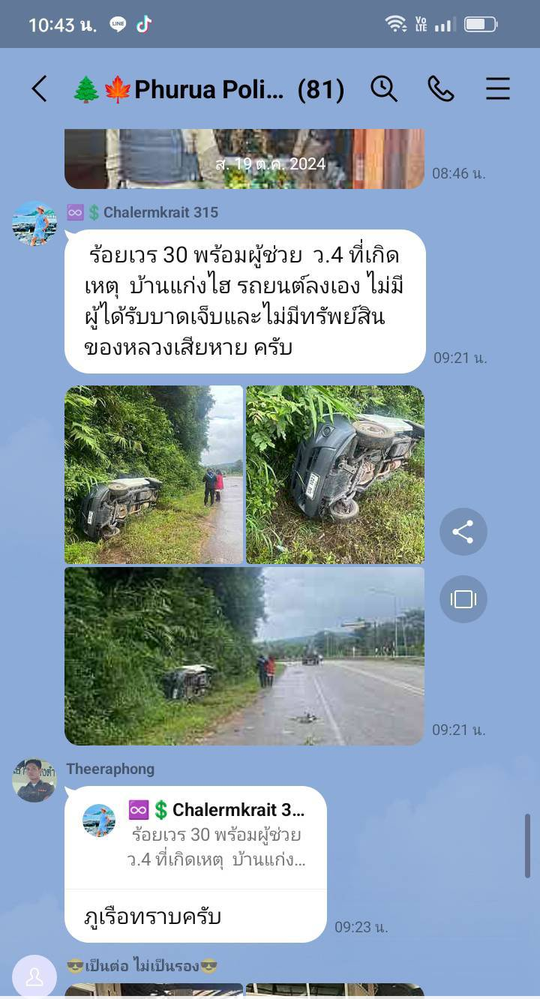 10:43 น.
LINE
Vo
LTE
Phurua Poli... (81)
ส. 19 ต.ค. 2024
08:46 น.
Chalermkrait 315
ร้อยเวร 30 พร้อมผู้ช่วย ว.4 ที่เกิด
เหตุ บ้านแก่งไฮ รถยนต์ลงเอง ไม่มี
ผู้ได้รับบาดเจ็บและไม่มีทรัพย์สิน
ของหลวงเสียหาย ครับ
09:21 น.
09:21 น.
Theeraphong
Chalermkrait 3...
ร้อยเวร 30 พร้อมผู้ช่วย
ว.4 ที่เกิดเหตุ บ้านแก่ง...
ภูเรือทราบครับ
09:23 น.
เป็นต่อ ไม่เป็นรอง